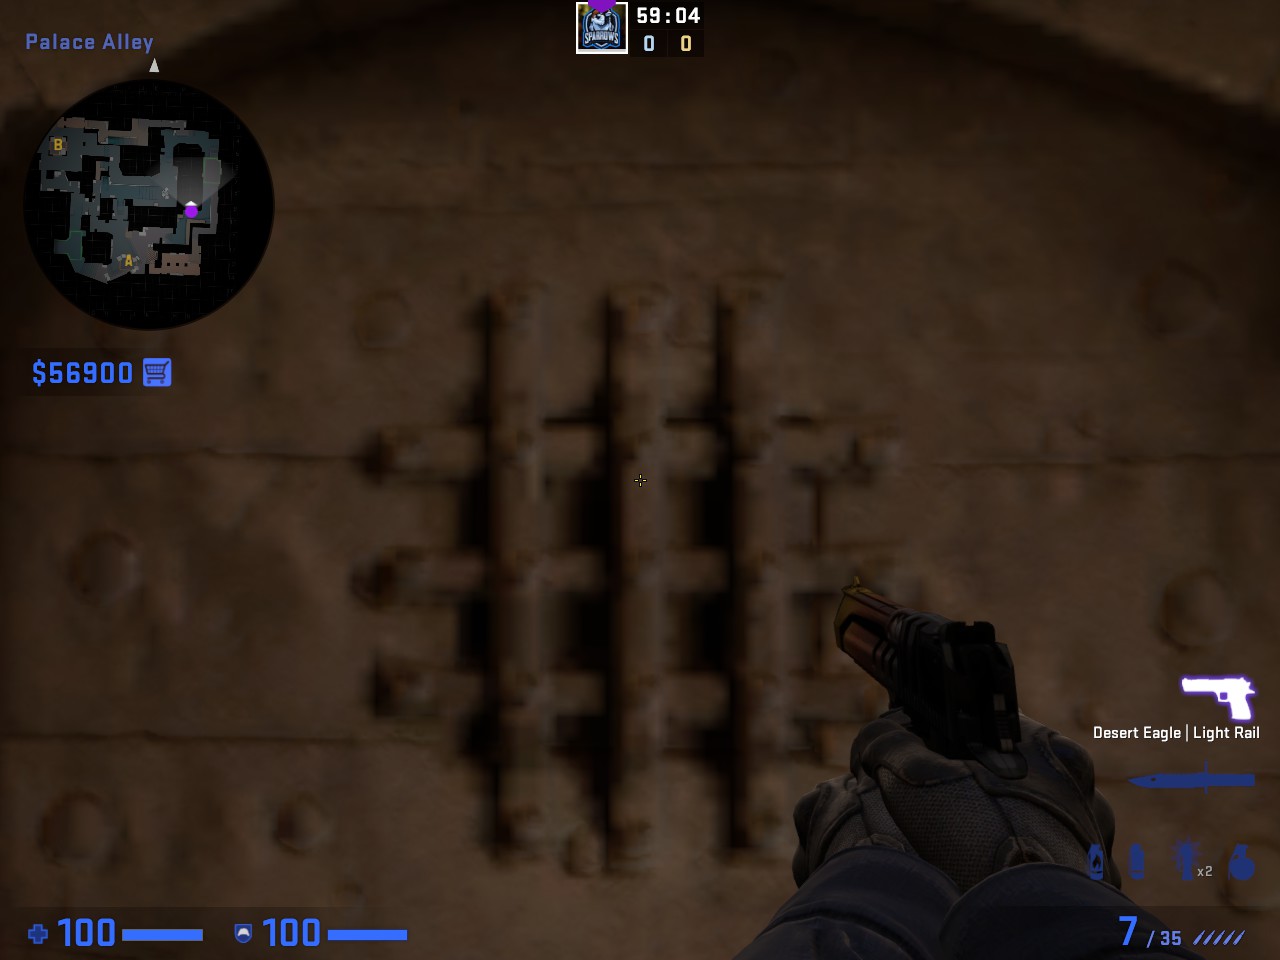 59:04
0 0
SPARROWS
Palace Alley
B
A
$56900
Desert Eagle | Light Rail
x2
100
100
7 / 35